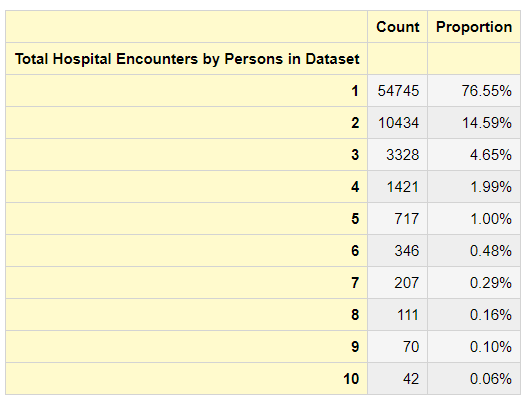 Count Proportion
Total Hospital Encounters by Persons in Dataset
1 54745 76.55%
2 10434 14.59%
3 3328 4.65%
4 1421 1.99%
5 717 1.00%
6 346 0.48%
7 207 0.29%
8 111 0.16%
9 70 0.10%
10 42 0.06%